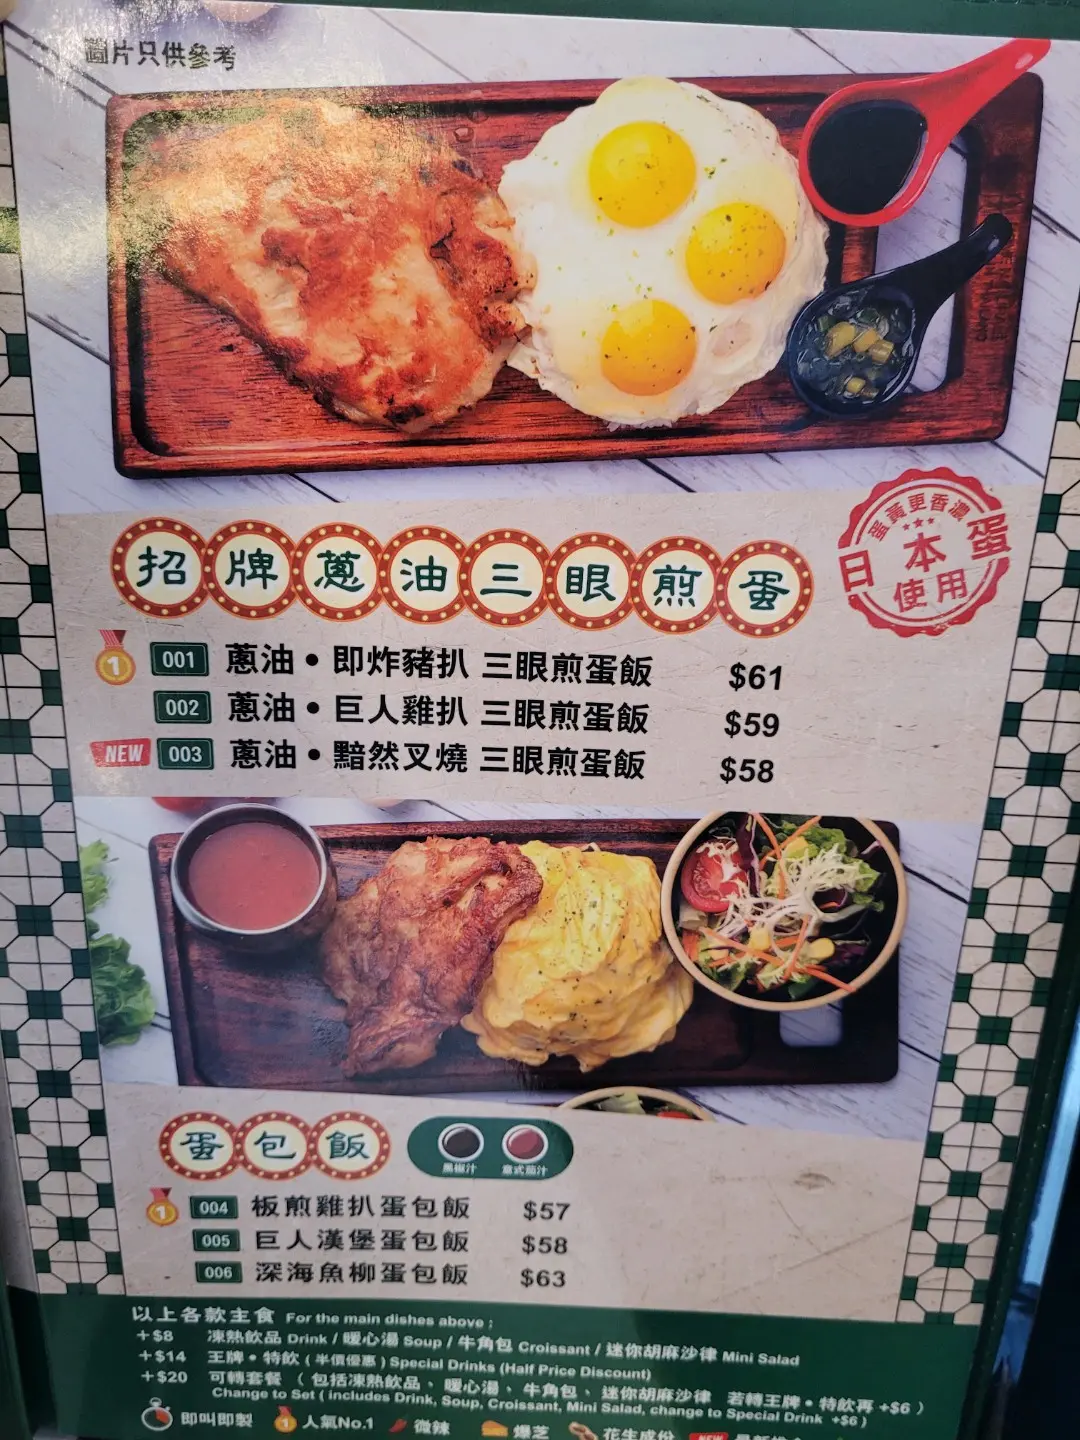 圖片只供參考
蛋黃更香濃
日本蛋
使用
招牌蔥油三眼煎蛋
1 001 蔥油•即炸豬扒 三眼煎蛋飯 $61
002 蔥油•巨人雞扒 三眼煎蛋飯 $59
NEW 003 蔥油•黯然叉燒 三眼煎蛋飯 $58
蛋包飯
黑椒汁 意式茄汁
1 004 板煎雞扒蛋包飯 $57
005 巨人漢堡蛋包飯 $58
006 深海魚柳蛋包飯 $63
以上各款主食 For the main dishes above :
+$8 凍熱飲品 Drink / 暖心湯 Soup / 牛角包 Croissant / 迷你胡麻沙律 Mini Salad
+$14 王牌•特飲 ( 半價優惠 ) Special Drinks (Half Price Discount)
+$20 可轉套餐 ( 包括凍熱飲品、暖心湯、牛角包、迷你胡麻沙律 若轉王牌•特飲再 +$6 )
Change to Set ( includes Drink, Soup, Croissant, Mini Salad, change to Special Drink +$6 )
即叫即製 1 人氣No.1 微辣 爆芝 花生成份 NEW